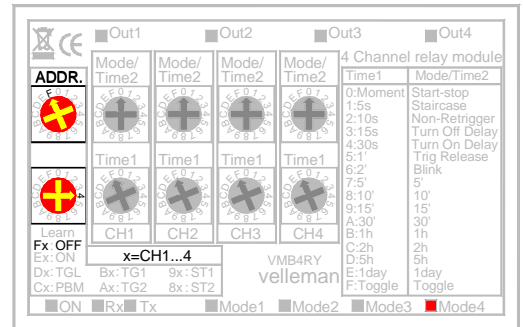 Out1 Out2 Out3 Out4
4 Channel relay module
Mode/ Mode/ Mode/ Mode/
Time2 Time2 Time2 Time2
ADDR.
Time1 Mode/Time2
0:Moment Start-stop
1:5s Staircase
2:10s Non-Retrigger
3:15s Turn Off Delay
4:30s Turn On Delay
5:1' Trig Release
6:2' Blink
7:5' 5'
8:10' 10'
9:15' 15'
A:30' 30'
B:1h 1h
C:2h 2h
D:5h 5h
E:1day 1day
F:Toggle Toggle
Time1 Time1 Time1 Time1
Learn CH1 CH2 CH3 CH4
Fx:OFF
Ex:ON
Dx:TGL
Cx:PBM
x=CH1...4
Bx:TG1 9x:ST1
Ax:TG2 8x:ST2
VMB4RY
velleman
ON Rx Tx Mode1 Mode2 Mode3 Mode4